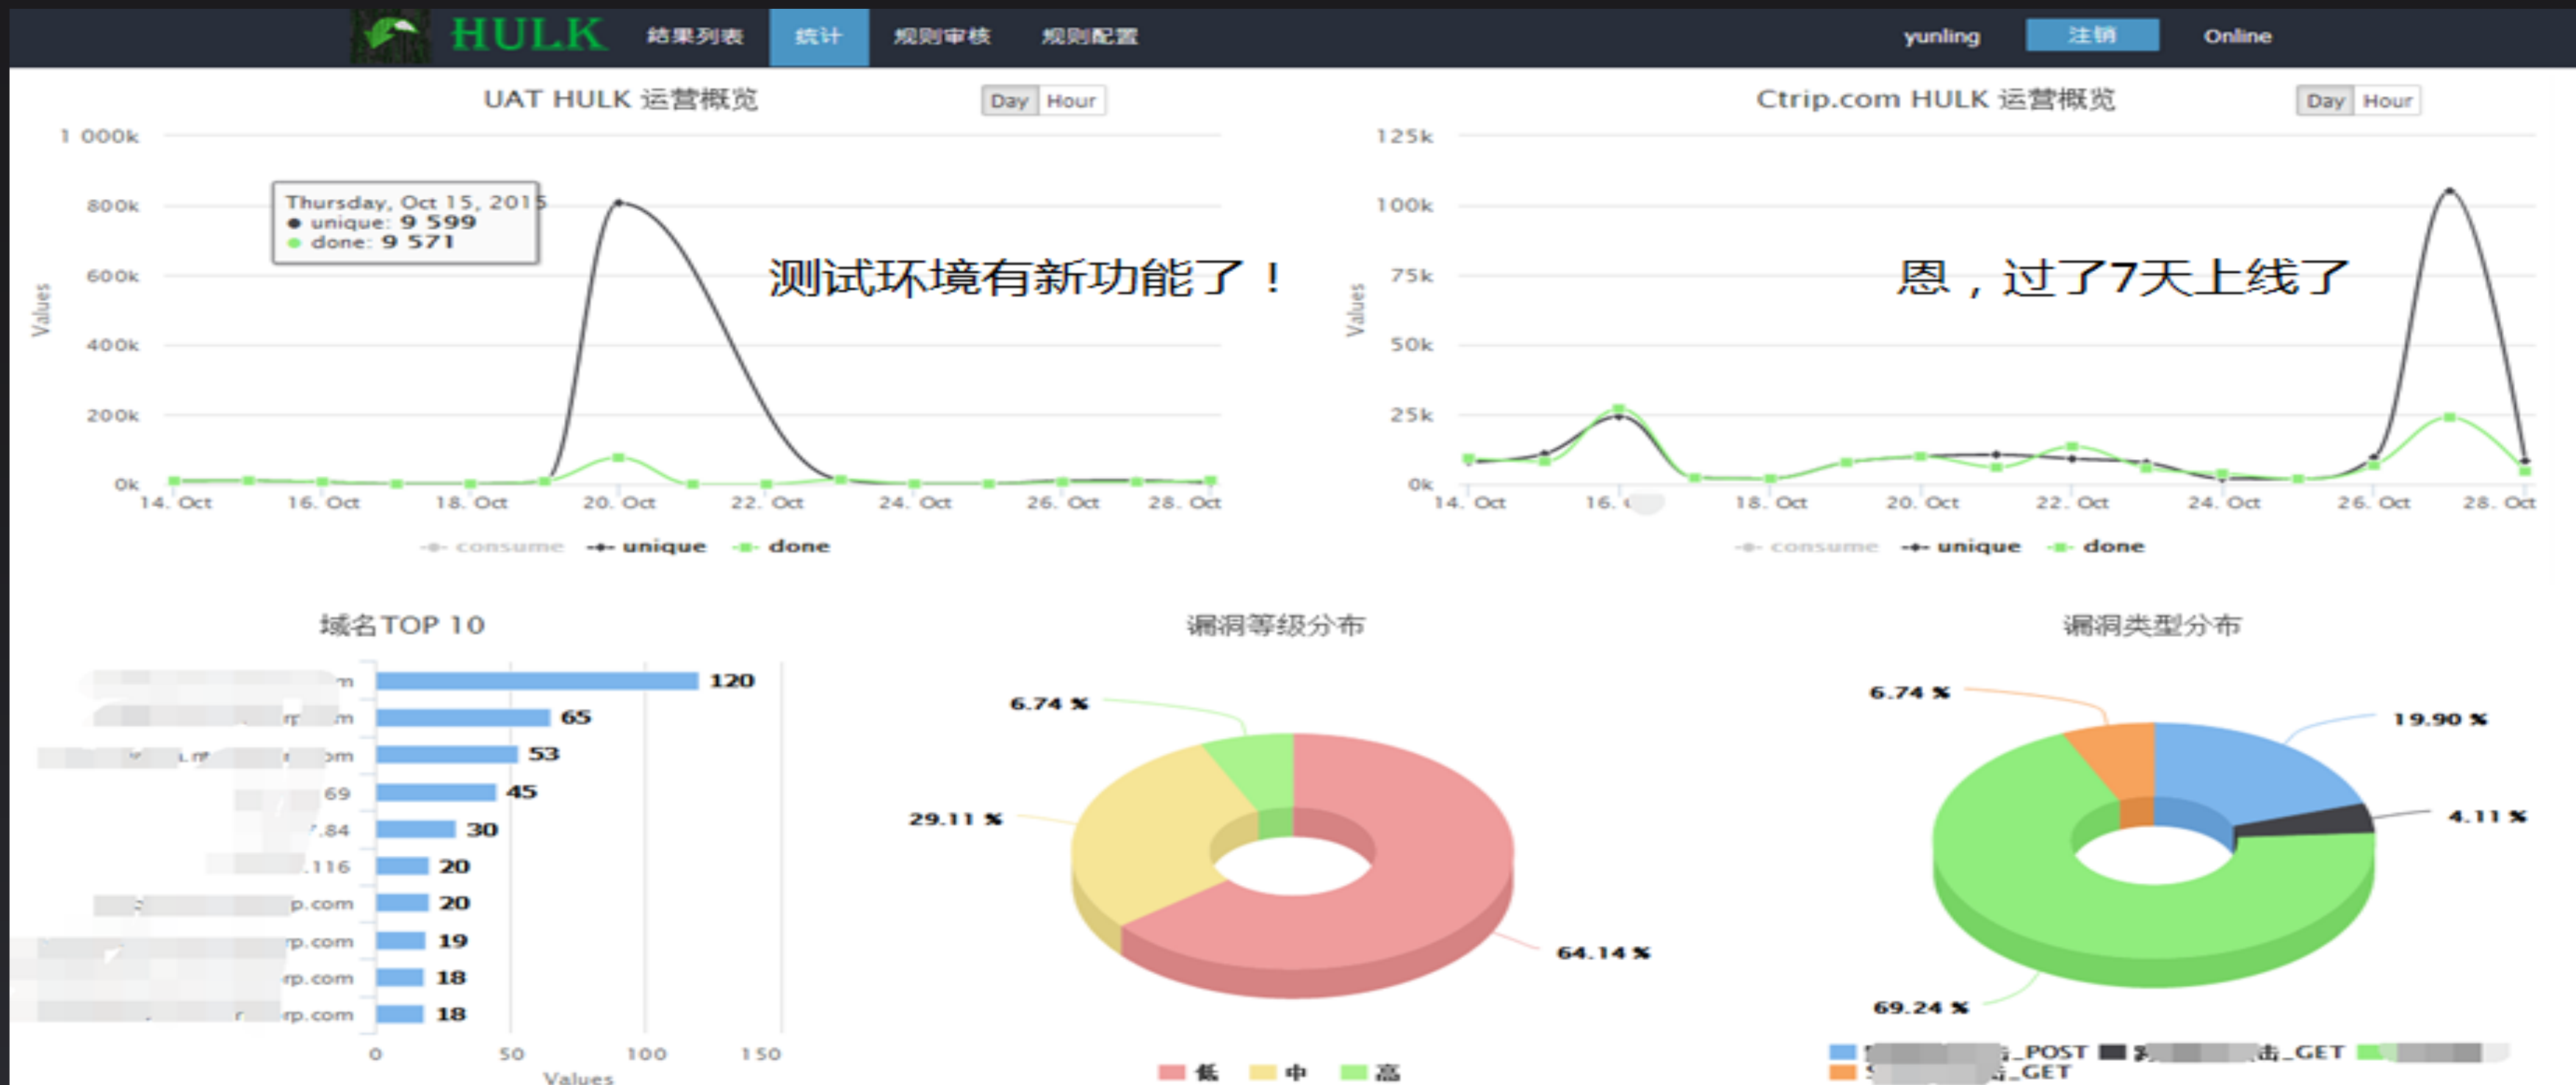 HULK 结果列表 统计 规则审核 规则配置 yunling 注销 Online
UAT HULK 运营概览
Day Hour
1 000k
800k
600k
400k
200k
0k
Values
Thursday, Oct 15, 2015
unique: 9 599
done: 9 571
测试环境有新功能了！
14. Oct 16. Oct 18. Oct 20. Oct 22. Oct 24. Oct 26. Oct 28. Oct
consume unique done
Ctrip.com HULK 运营概览
Day Hour
125k
100k
75k
50k
25k
0k
Values
恩，过了7天上线了
14. Oct 16. 18. Oct 20. Oct 22. Oct 24. Oct 26. Oct 28. Oct
consume unique done
域名TOP 10
120
65
53
69 45
.84 30
.116 20
p.com 20
rp.com 19
rp.com 18
rp.com 18
0 50 100 150
Values
漏洞等级分布
6.74 %
29.11 %
64.14 %
低 中 高
漏洞类型分布
6.74 %
19.90 %
4.11 %
69.24 %
_POST 击_GET
_GET